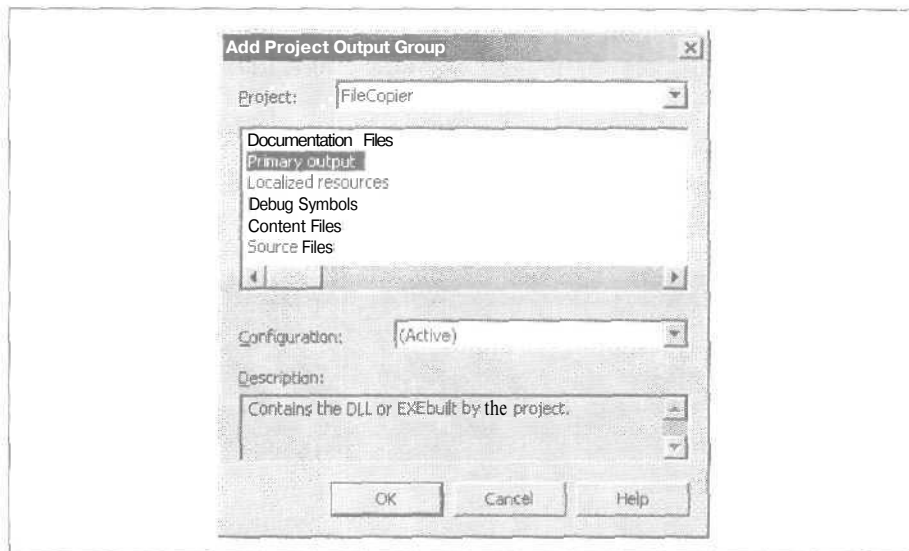 Add Project Output Group
Project: FileCopier
Documentation Files
Primary output
Localized resources
Debug Symbols
Content Files
Source Files
Configuration: (Active)
Description:
Contains the DLL or EXEbuilt by the project.
OK Cancel Help